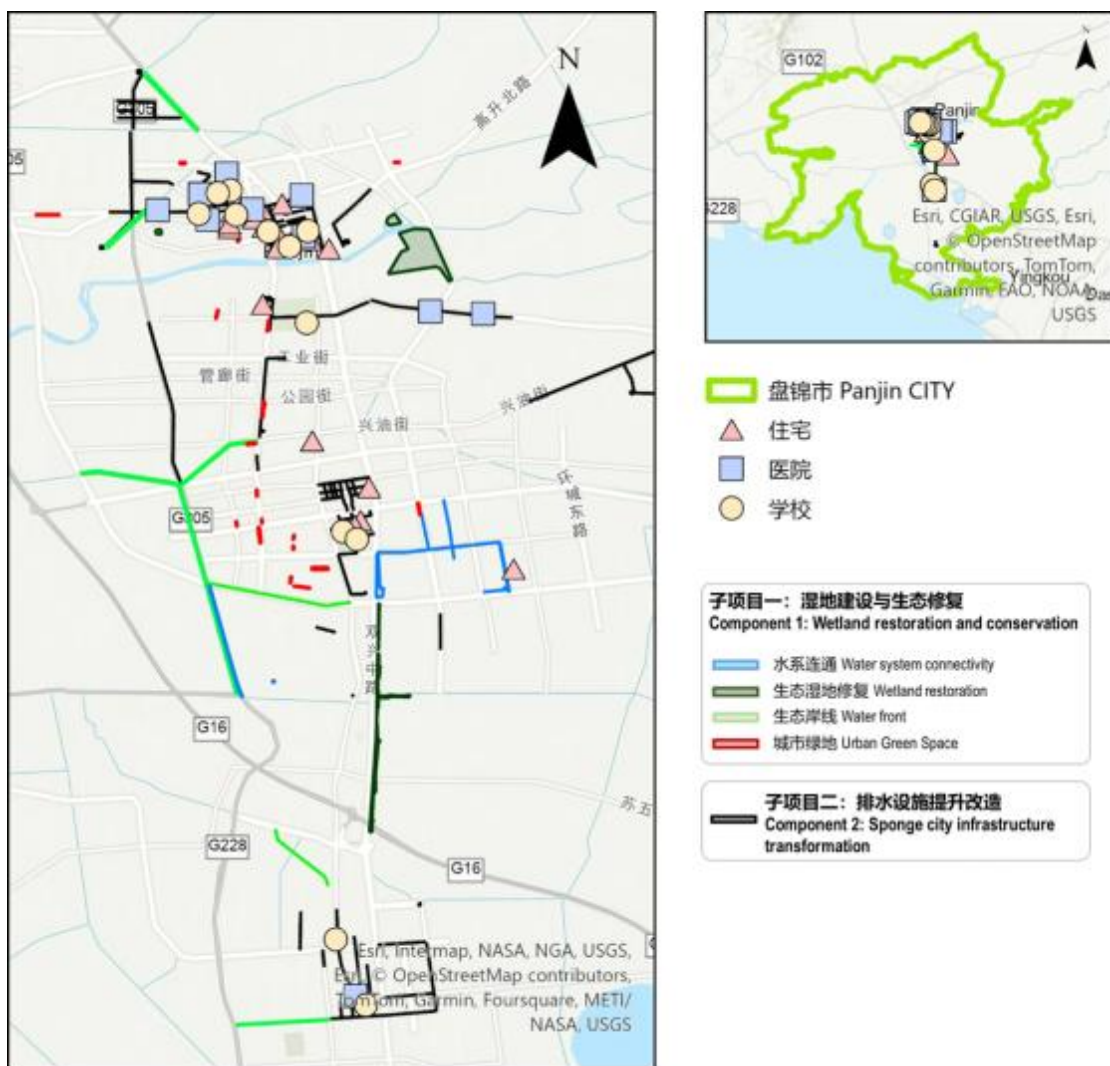 N
高升北路
G305
05
工业街
管廊街
公园街
兴油街
兴油街
环城东路
G305
双兴中路
G16
苏五
G228
G16
Esri, Intermap, NASA, NGA, USGS,
Esri, © OpenStreetMap contributors,
TomTom, Garmin, Foursquare, METI/
NASA, USGS
G102
Panjin
G228
Esri, CGIAR, USGS, Esri,
© OpenStreetMap
contributors, TomTom,
Yingkou
Garmin, FAO, NOAA,
USGS
盘锦市 Panjin CITY
住宅
医院
学校
子项目一：湿地建设与生态修复
Component 1: Wetland restoration and conservation
水系连通 Water system connectivity
生态湿地修复 Wetland restoration
生态岸线 Water front
城市绿地 Urban Green Space
子项目二：排水设施提升改造
Component 2: Sponge city infrastructure
transformation